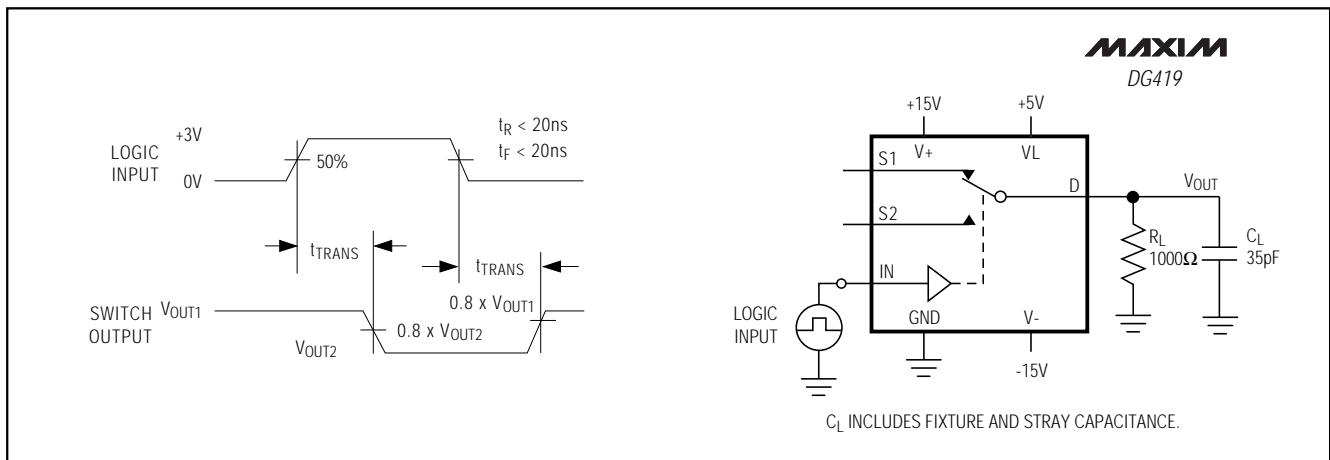 LOGIC
INPUT
+3V
0V
50%
tR < 20ns
tF < 20ns
tTRANS
tTRANS
SWITCH
OUTPUT
VOUT1
VOUT2
0.8 x VOUT2
0.8 x VOUT1
MAXIM
DG419
+15V
+5V
V+
VL
S1
S2
D
VOUT
IN
GND
V-
-15V
LOGIC
INPUT
RL
1000Ω
CL
35pF
CL INCLUDES FIXTURE AND STRAY CAPACITANCE.